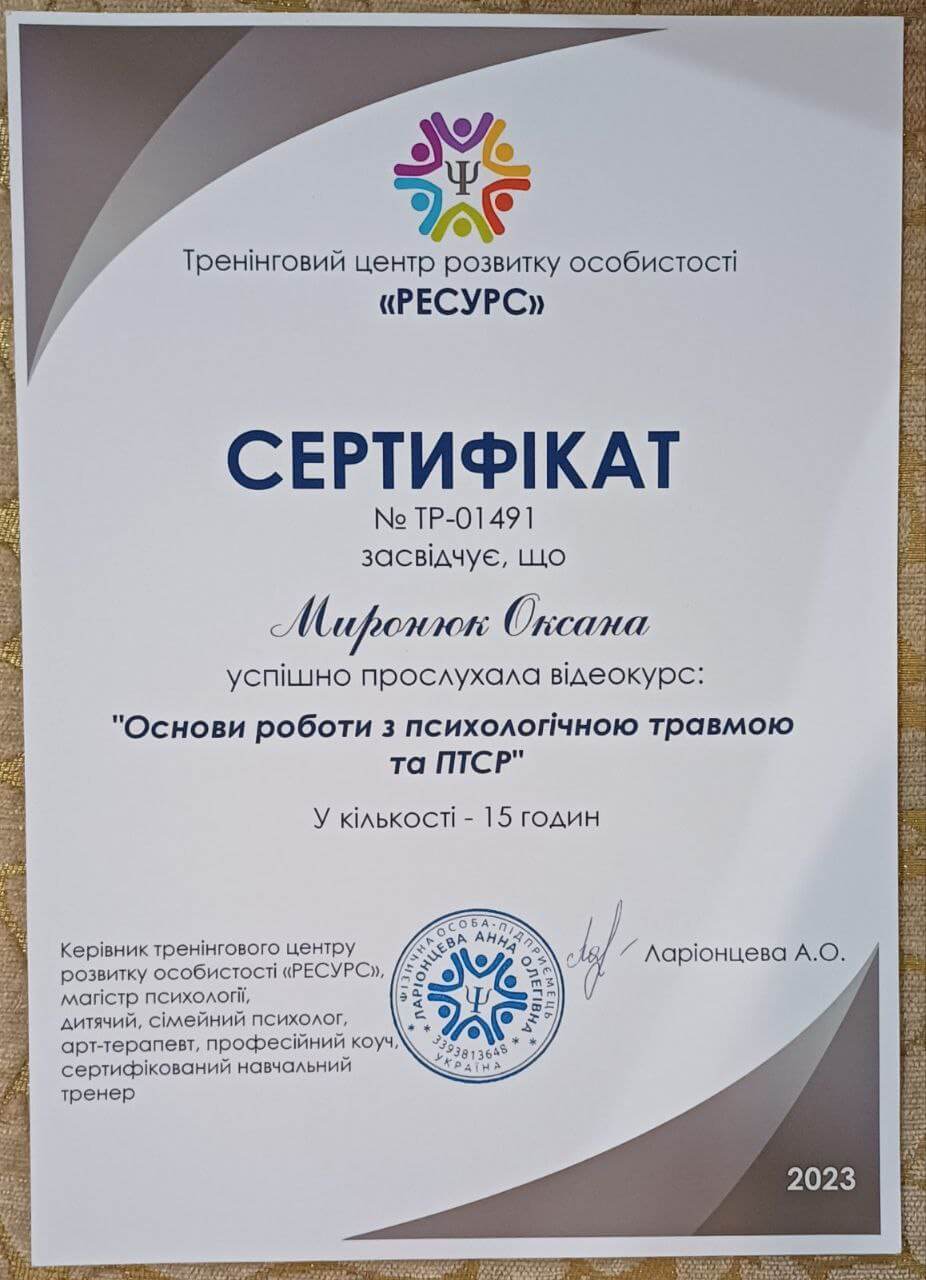 Тренінговий центр розвитку особистості
«РЕСУРС»
СЕРТИФІКАТ
№ ТР-01491
засвідчує, що
Миронюк Оксана
успішно прослухала відеокурс:
"Основи роботи з психологічною травмою
та ПТСР"
У кількості - 15 годин
Керівник тренінгового центру
розвитку особистості «РЕСУРС»,
магістр психології,
дитячий, сімейний психолог,
арт-терапевт, професійний коуч,
сертифікований навчальний
тренер
ФІЗИЧНА ОСОБА-ПІДПРИЄМЕЦЬ
ЛАРІОНЦЕВА АННА ОЛЕГІВНА
* 3393813648 *
* УКРАЇНА *
Ψ
Ларіонцева А.О.
2023